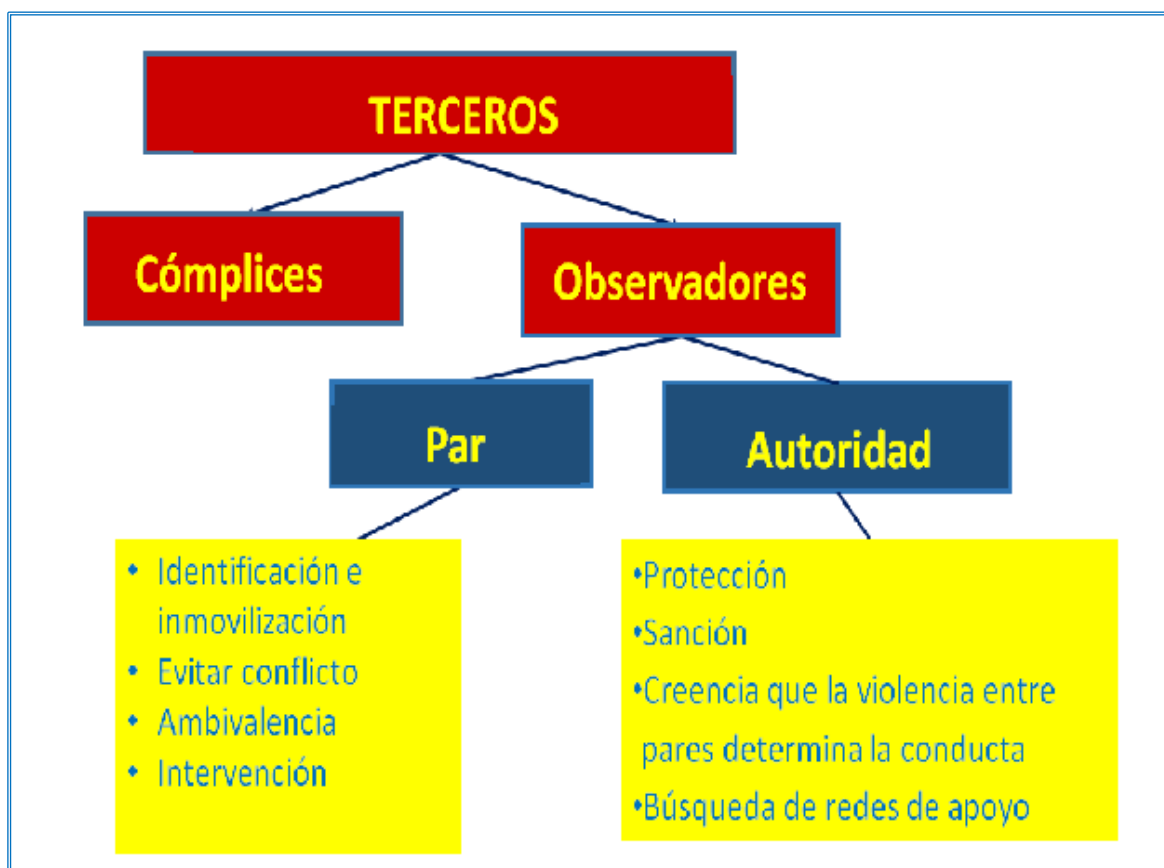 TERCEROS
Cómplices
Observadores
Par
Autoridad
• Identificación e
inmovilización
• Evitar conflicto
• Ambivalencia
• Intervención
•Protección
•Sanción
•Creencia que la violencia entre
pares determina la conducta
•Búsqueda de redes de apoyo